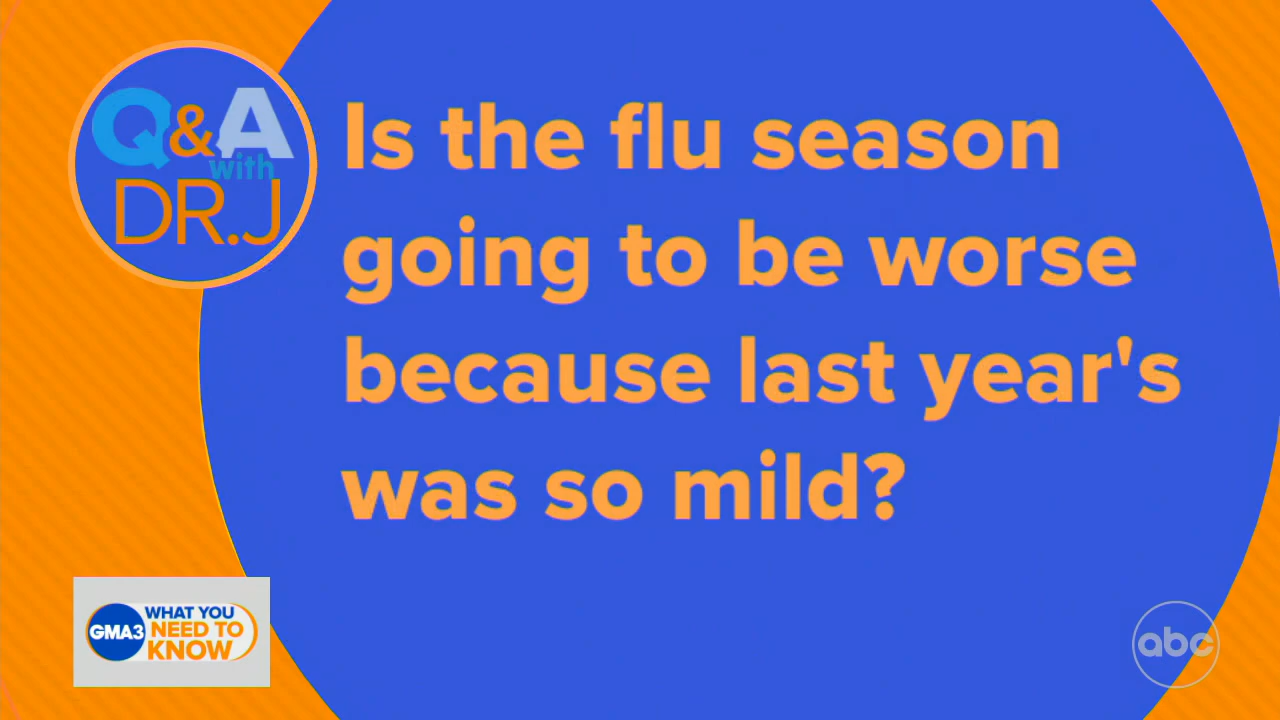 Q&A
with
DR.J
Is the flu season
going to be worse
because last year's
was so mild?
GMA3
WHAT YOU
NEED TO
KNOW
abc